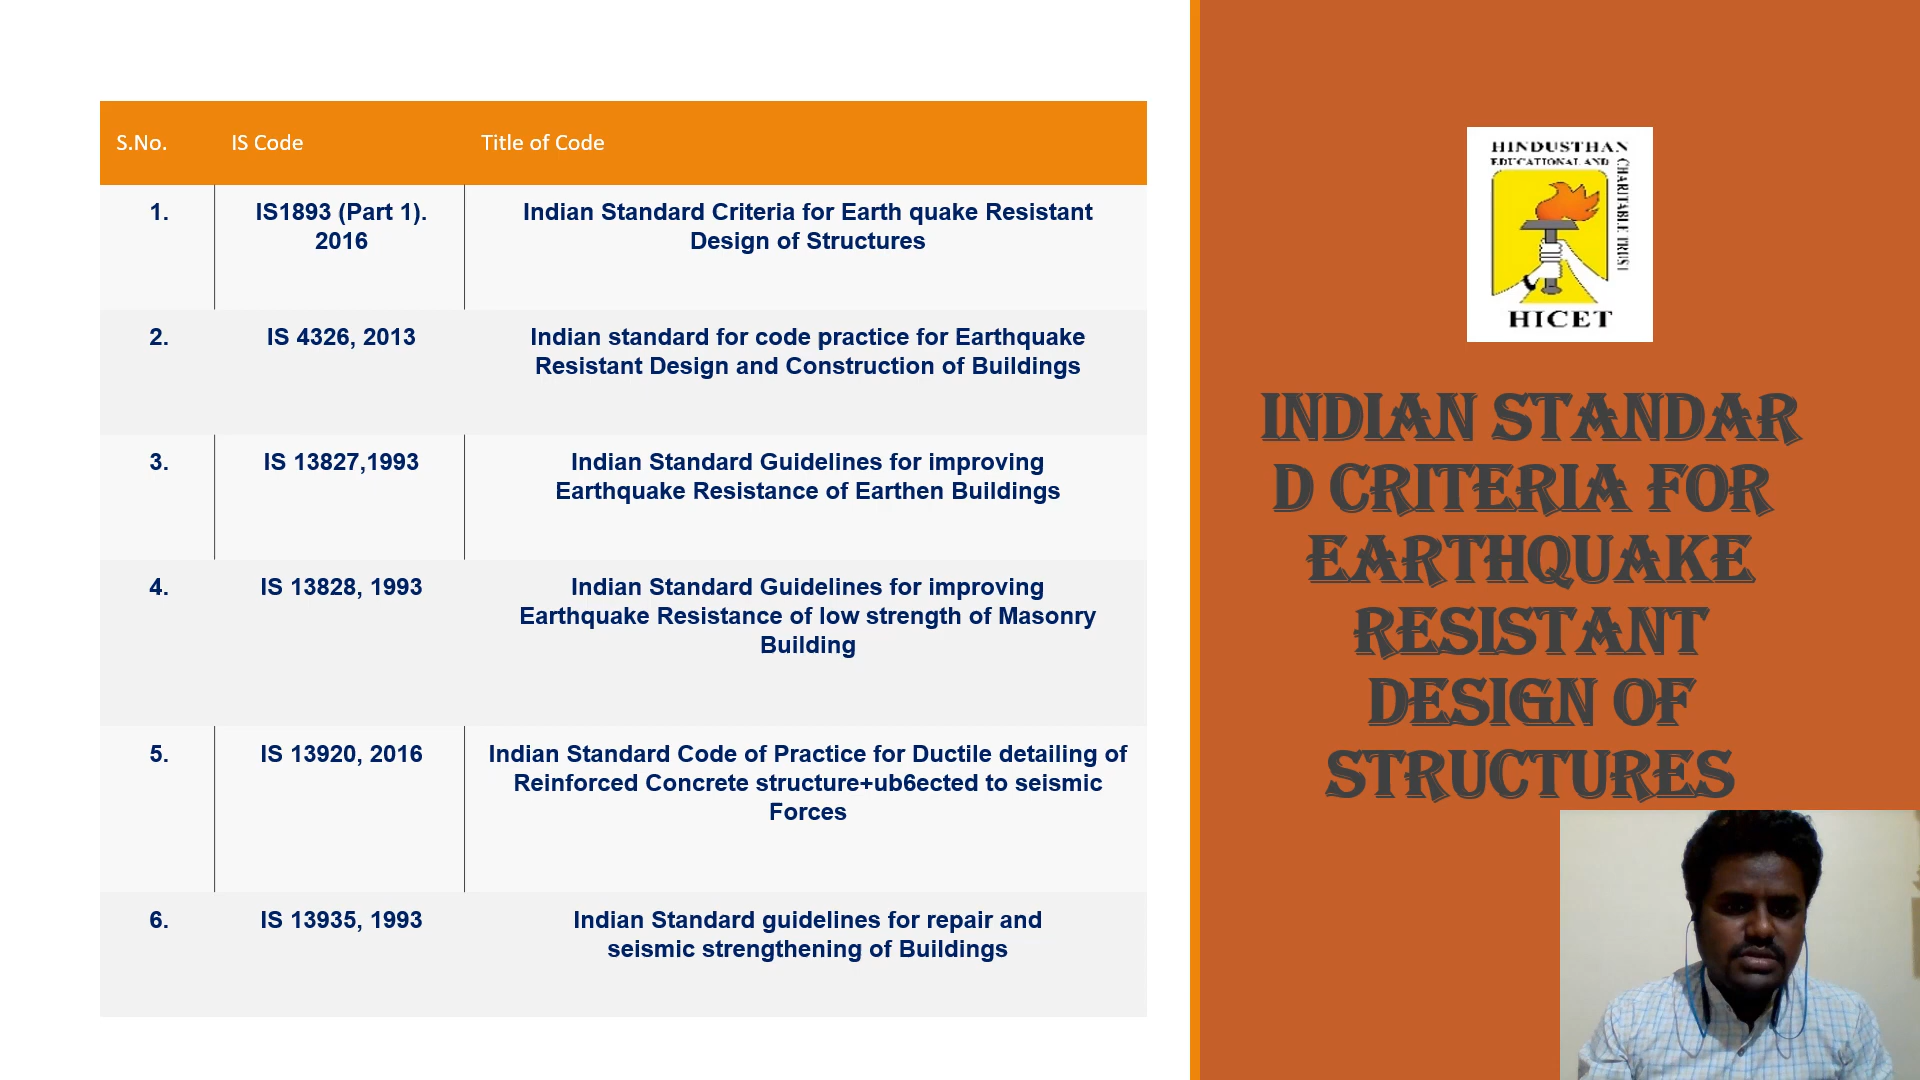 S.No. IS Code Title of Code
1. IS1893 (Part 1). Indian Standard Criteria for Earth quake Resistant
2016 Design of Structures
2. IS 4326, 2013 Indian standard for code practice for Earthquake
Resistant Design and Construction of Buildings
3. IS 13827,1993 Indian Standard Guidelines for improving
Earthquake Resistance of Earthen Buildings
4. IS 13828, 1993 Indian Standard Guidelines for improving
Earthquake Resistance of low strength of Masonry
Building
5. IS 13920, 2016 Indian Standard Code of Practice for Ductile detailing of
Reinforced Concrete structure+ub6ected to seismic
Forces
6. IS 13935, 1993 Indian Standard guidelines for repair and
seismic strengthening of Buildings
HINDUSTHAN
EDUCATIONAL AND
CHARITABLE TRUST
HICET
INDIAN STANDAR
D CRITERIA FOR
EARTHQUAKE
RESISTANT
DESIGN OF
STRUCTURES